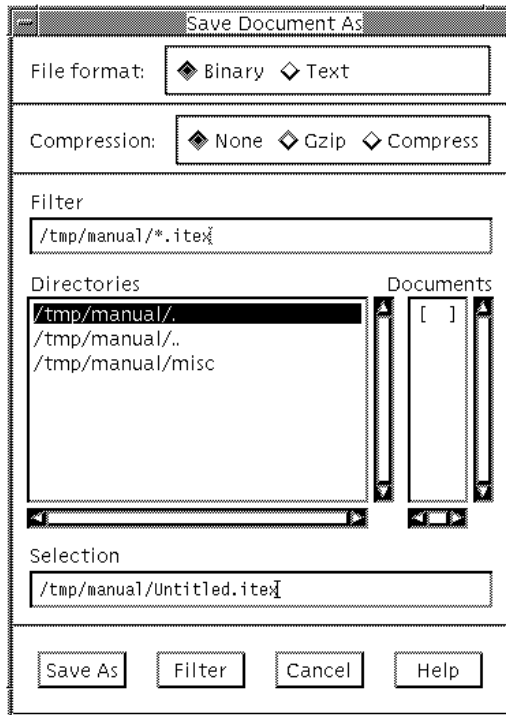 Save Document As
File format: Binary Text
Compression: None Gzip Compress
Filter
/tmp/manual/*.itex
Directories Documents
/tmp/manual/. [ ]
/tmp/manual/..
/tmp/manual/misc
Selection
/tmp/manual/Untitled.itex
Save As Filter Cancel Help